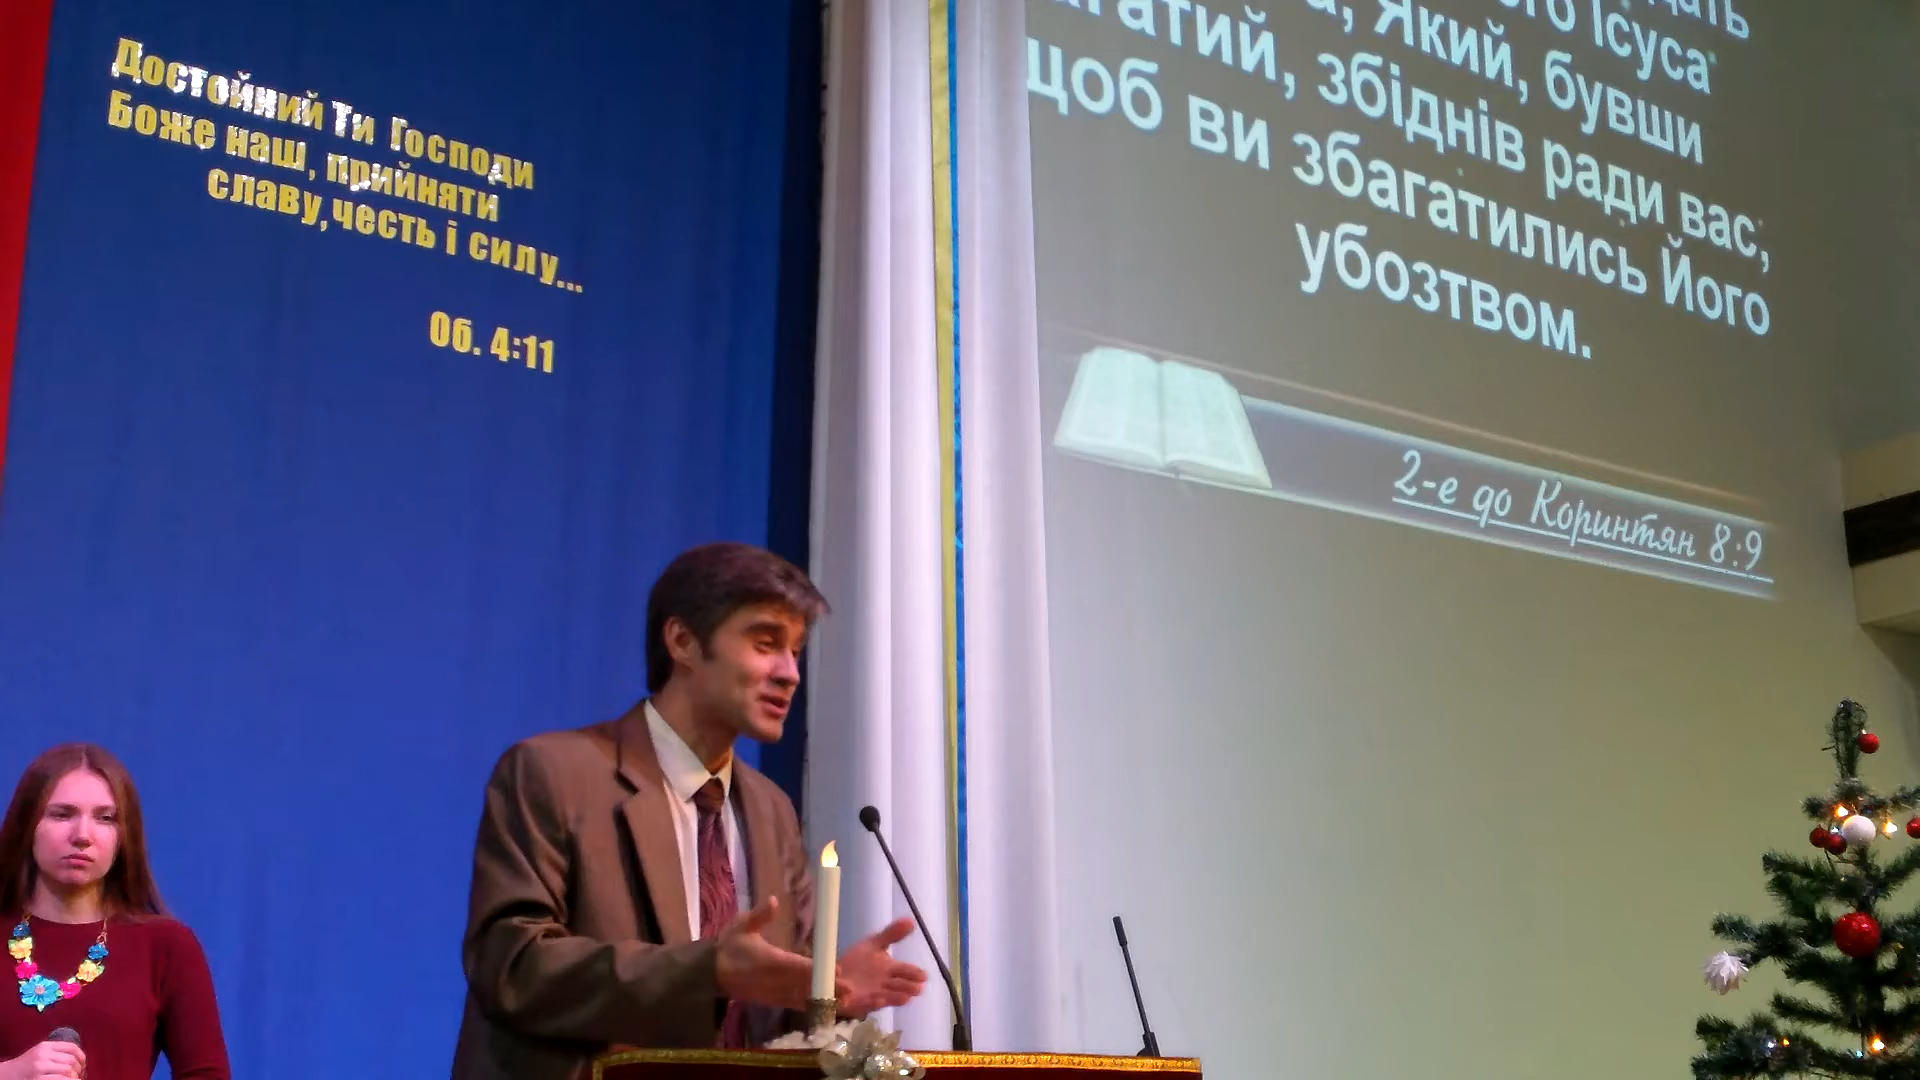 Достойний Ти Господи
Боже наш, прийняти
славу, честь і силу...
Об. 4:11
Ісуса
Який, бувши
збіднів ради вас,
щоб ви збагатились Його
убозтвом.
2-е до Коринтян 8:9